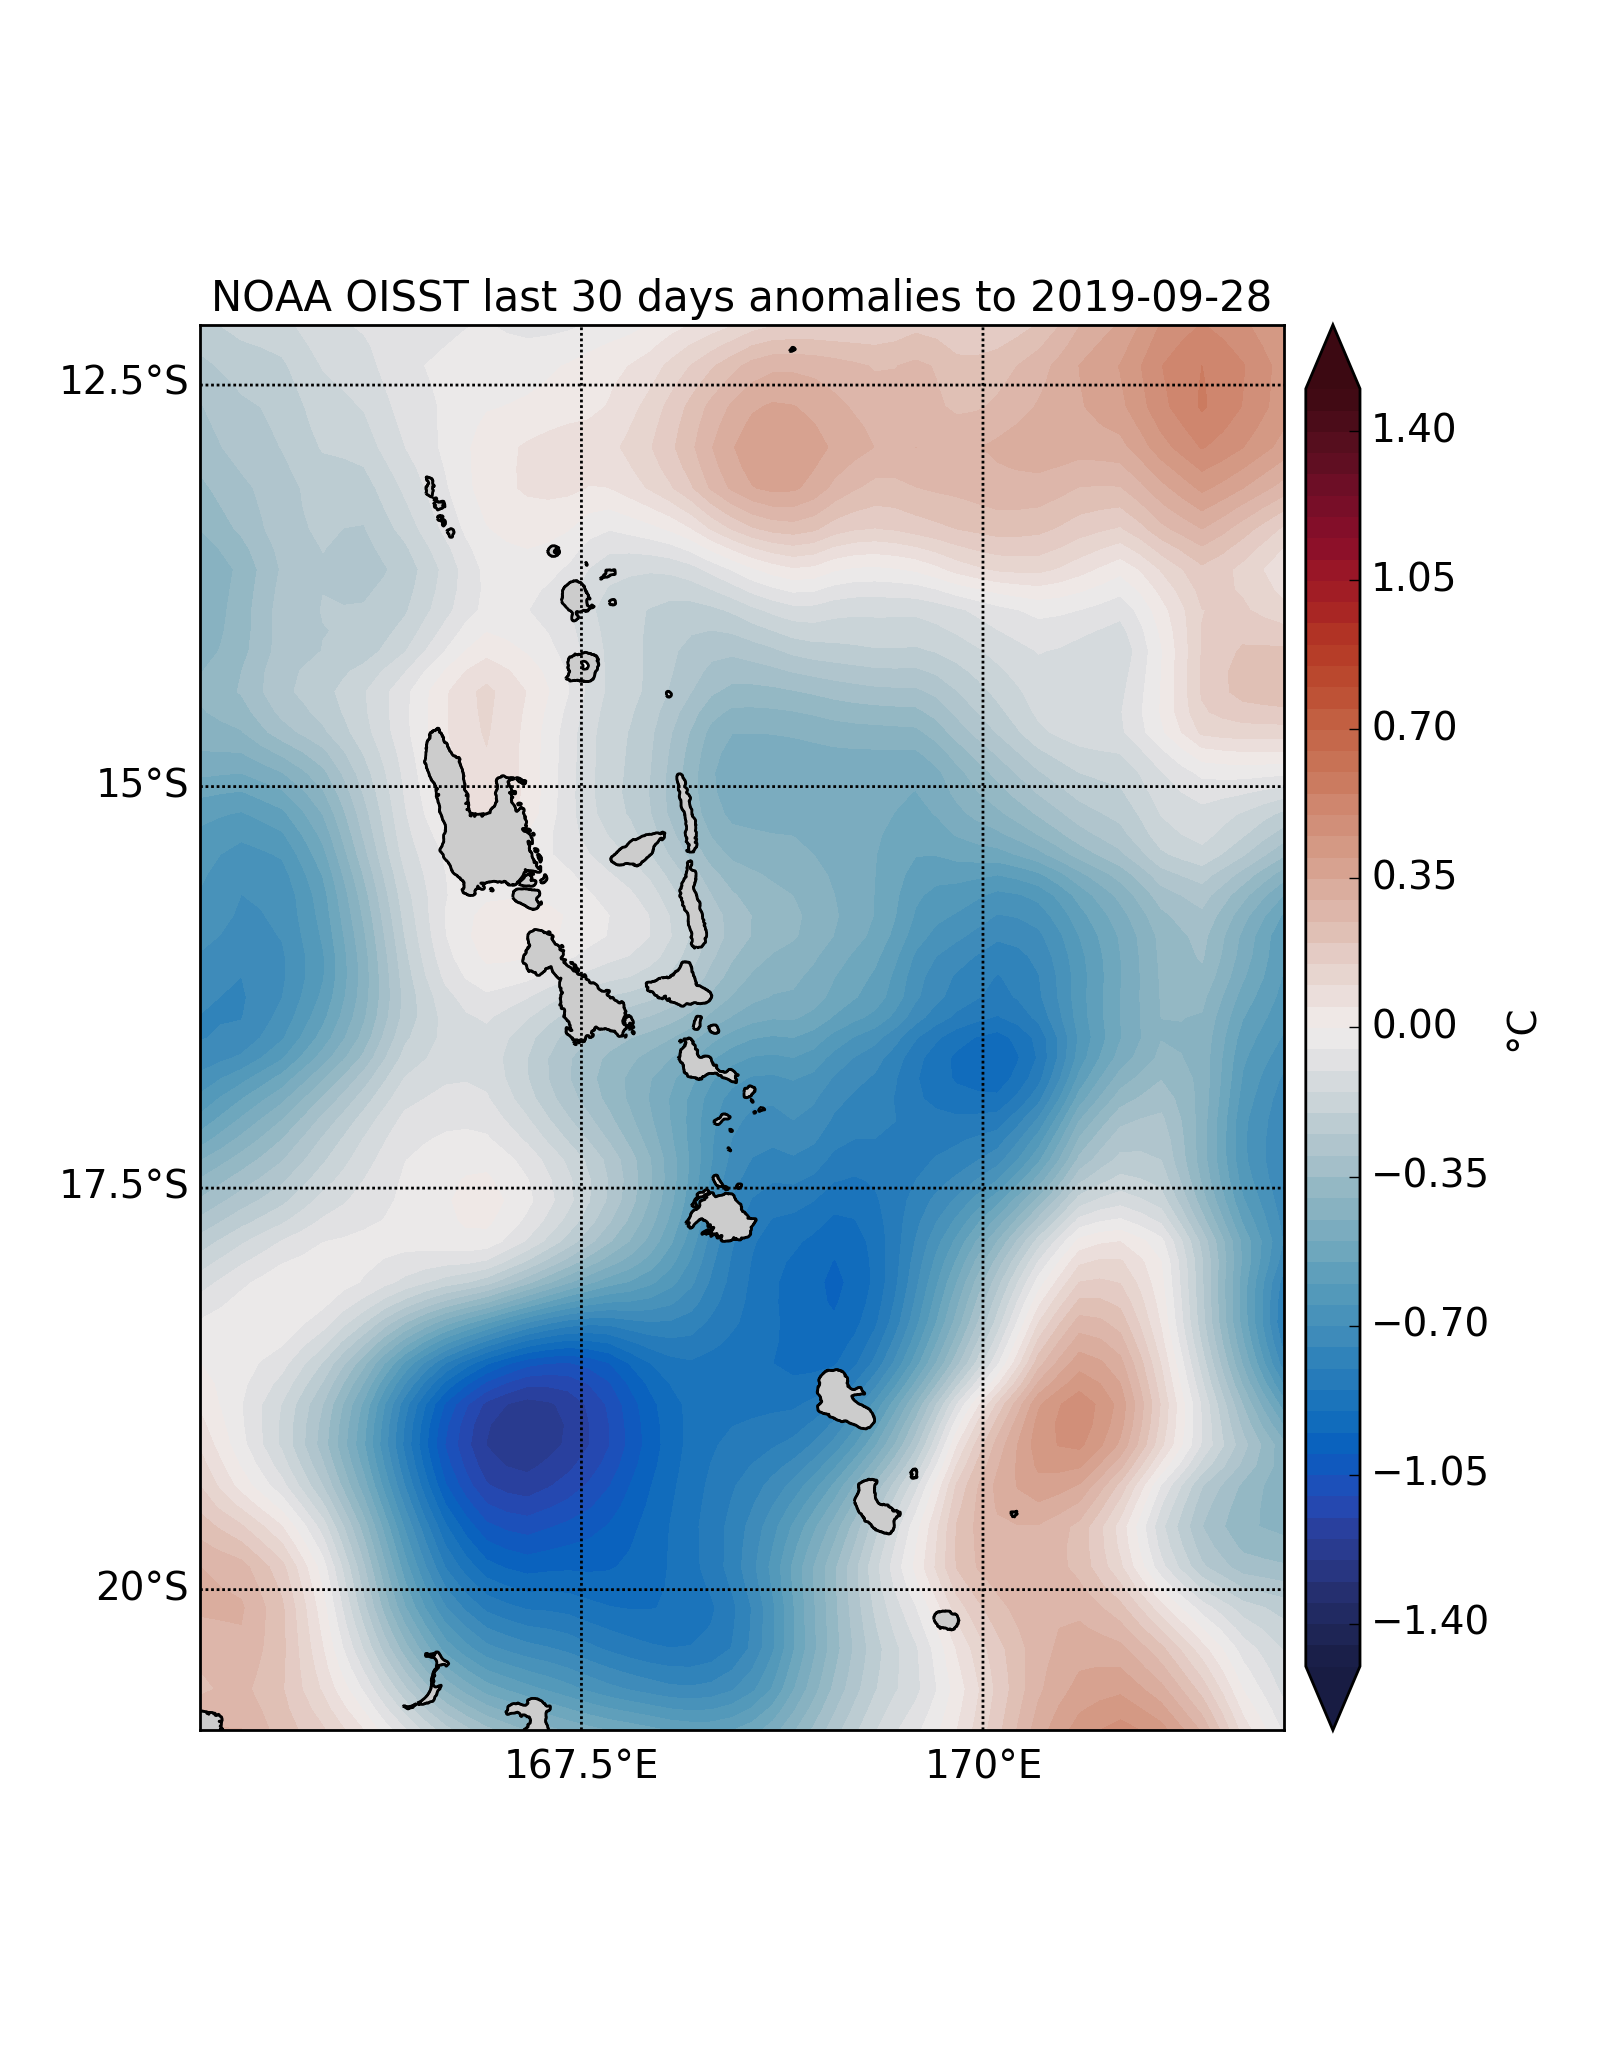 NOAA OISST last 30 days anomalies to 2019-09-28
12.5°S
15°S
17.5°S
20°S
167.5°E
170°E
1.40
1.05
0.70
0.35
0.00
−0.35
−0.70
−1.05
−1.40
°C